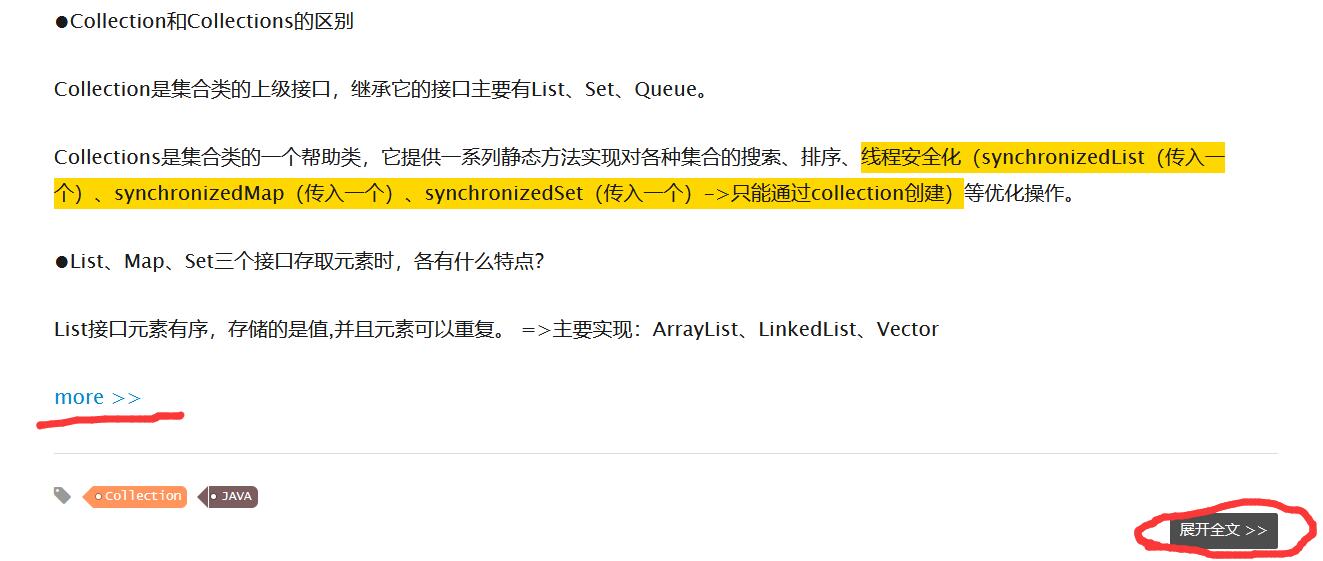 ●Collection和Collections的区别
Collection是集合类的上级接口，继承它的接口主要有List、Set、Queue。
Collections是集合类的一个帮助类，它提供一系列静态方法实现对各种集合的搜索、排序、线程安全化（synchronizedList（传入一
个）、synchronizedMap（传入一个）、synchronizedSet（传入一个）->只能通过collection创建）等优化操作。
●List、Map、Set三个接口存取元素时，各有什么特点？
List接口元素有序，存储的是值,并且元素可以重复。 =>主要实现：ArrayList、LinkedList、Vector
more >>
Collection JAVA
展开全文 >>